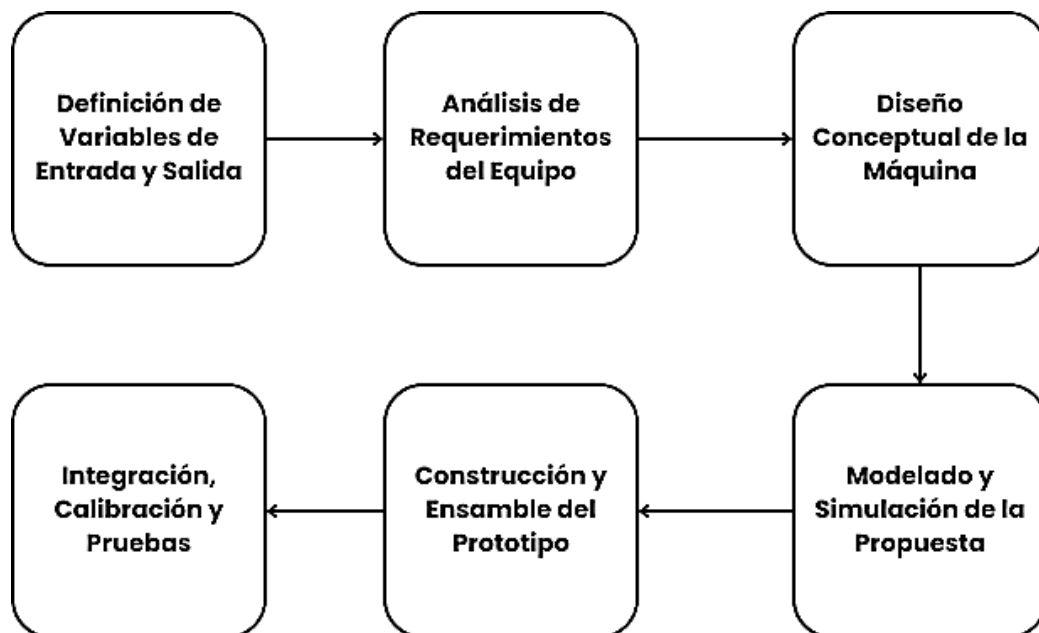 Definición de
Variables de
Entrada y Salida
Análisis de
Requerimientos
del Equipo
Diseño
Conceptual de la
Máquina
Modelado y
Simulación de la
Propuesta
Construcción y
Ensamble del
Prototipo
Integración,
Calibración y
Pruebas